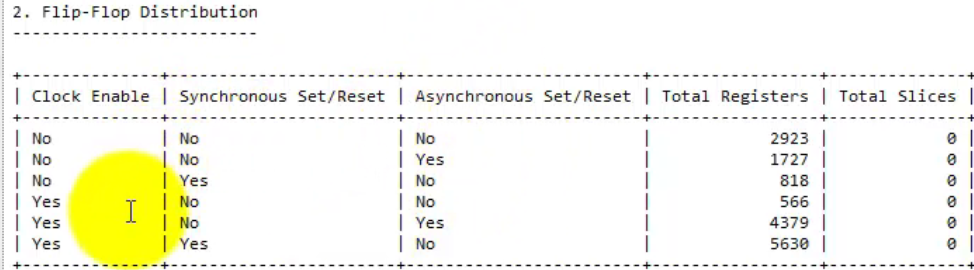 2. Flip-Flop Distribution
-------------------------
+--------------+-----------------------+------------------------+-----------------+--------------+
| Clock Enable | Synchronous Set/Reset | Asynchronous Set/Reset | Total Registers | Total Slices |
+--------------+-----------------------+------------------------+-----------------+--------------+
| No           | No                    | No                     |            2923 |            0 |
| No           | No                    | Yes                    |            1727 |            0 |
| No           | Yes                   | No                     |             818 |            0 |
| Yes          | No                    | No                     |             566 |            0 |
| Yes          | No                    | Yes                    |            4379 |            0 |
| Yes          | Yes                   | No                     |            5630 |            0 |
+--------------+-----------------------+------------------------+-----------------+--------------+